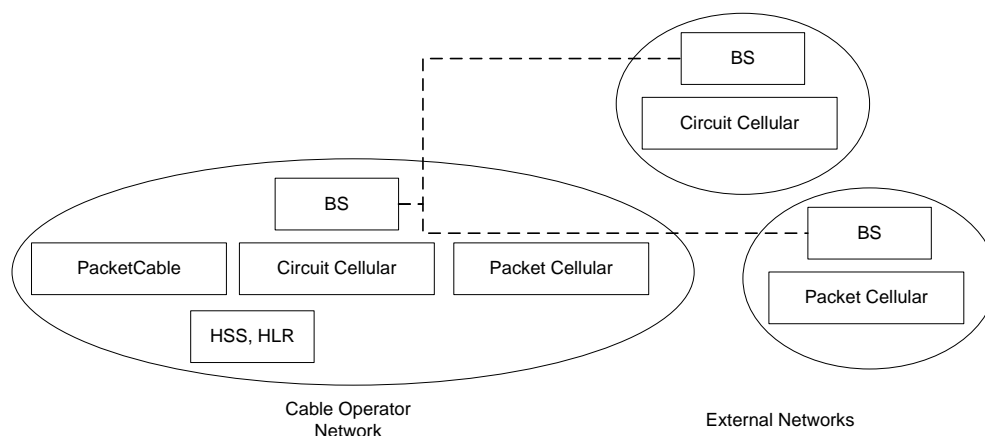 BS
Circuit Cellular
BS
PacketCable
Circuit Cellular
Packet Cellular
HSS, HLR
BS
Packet Cellular
Cable Operator
Network
External Networks